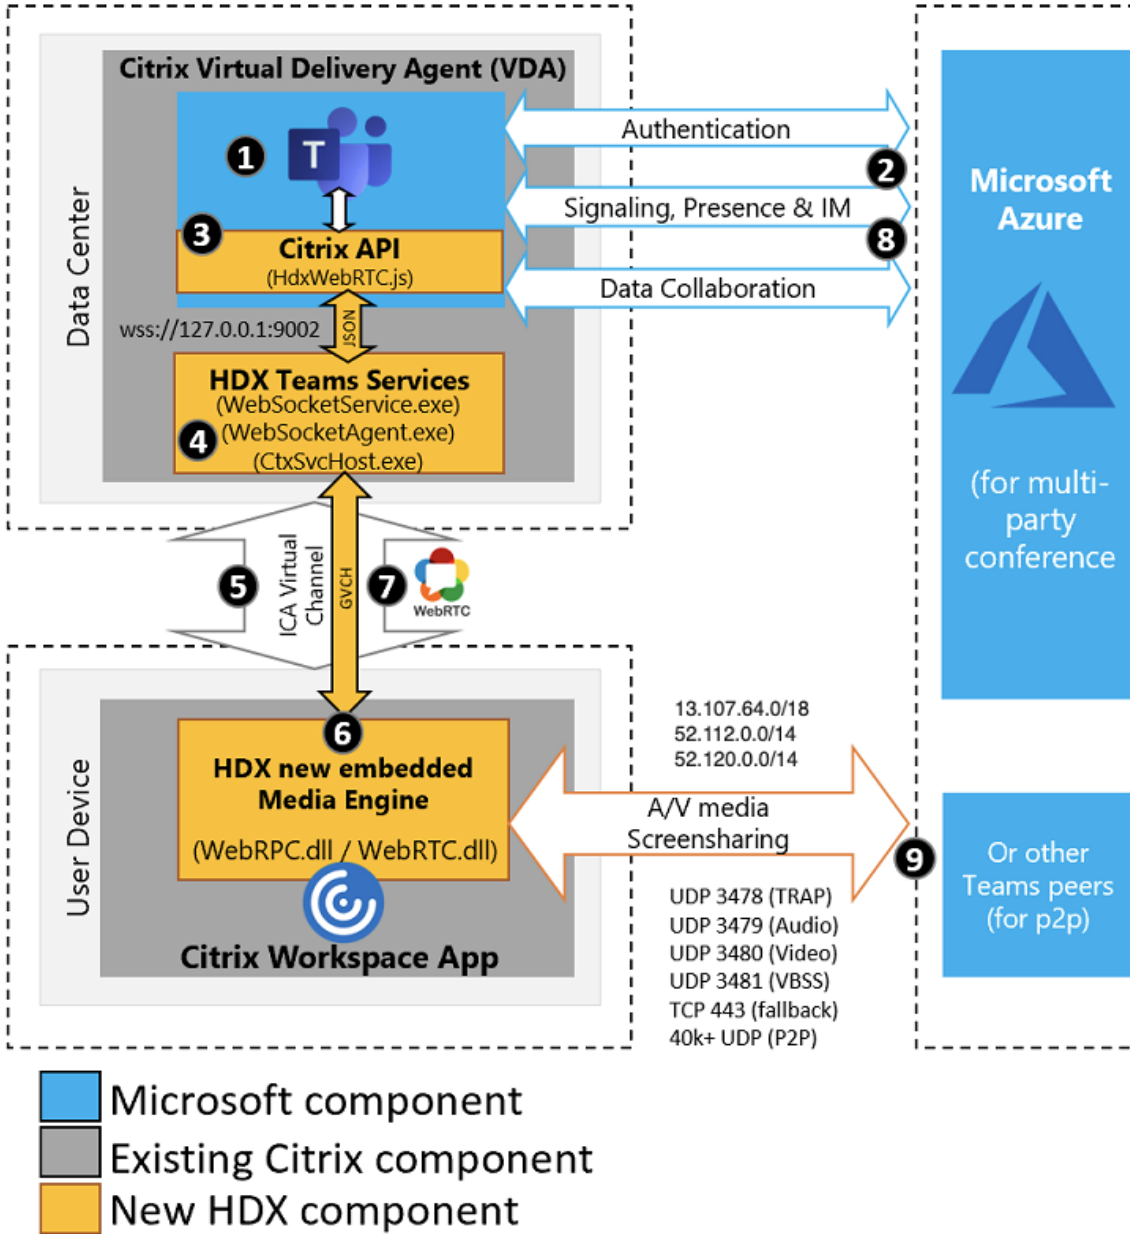 Citrix Virtual Delivery Agent (VDA)
Data Center
1
T
3
Citrix API
(HdxWebRTC.js)
wss://127.0.0.1:9002
JSON
HDX Teams Services
(WebSocketService.exe)
4
(WebSocketAgent.exe)
(CtxSvcHost.exe)
Authentication
2
Signaling, Presence & IM
8
Data Collaboration
Microsoft
Azure
(for multi-
party
conference
5
ICA Virtual
Channel
GVCH
7
WebRTC
User Device
6
HDX new embedded
Media Engine
(WebRPC.dll / WebRTC.dll)
Citrix Workspace App
13.107.64.0/18
52.112.0.0/14
52.120.0.0/14
A/V media
Screensharing
9
UDP 3478 (TRAP)
UDP 3479 (Audio)
UDP 3480 (Video)
UDP 3481 (VBSS)
TCP 443 (fallback)
40k+ UDP (P2P)
Or other
Teams peers
(for p2p)
Microsoft component
Existing Citrix component
New HDX component